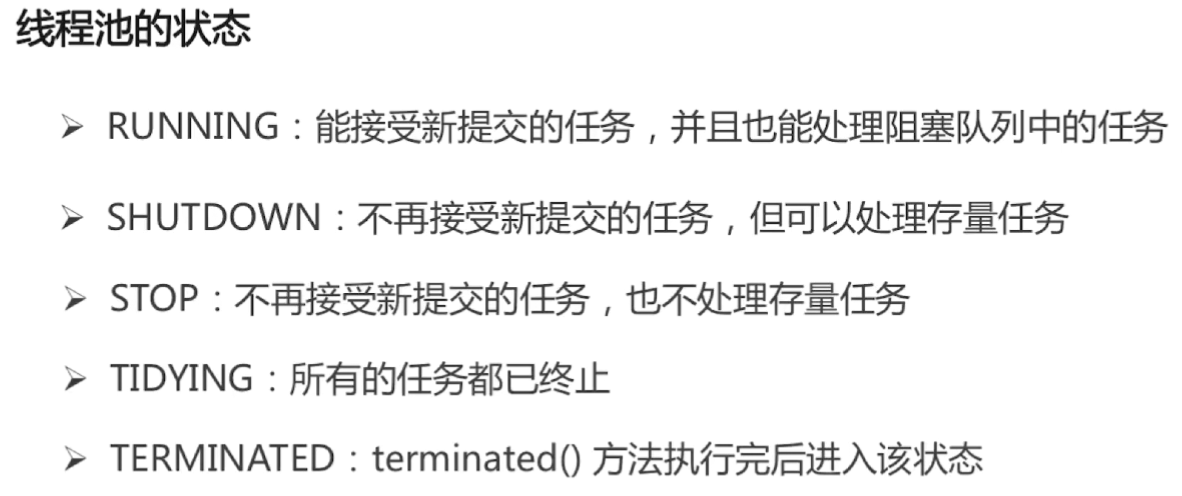 线程池的状态
➢ RUNNING：能接受新提交的任务，并且也能处理阻塞队列中的任务
➢ SHUTDOWN：不再接受新提交的任务，但可以处理存量任务
➢ STOP：不再接受新提交的任务，也不处理存量任务
➢ TIDYING：所有的任务都已终止
➢ TERMINATED：terminated() 方法执行完后进入该状态